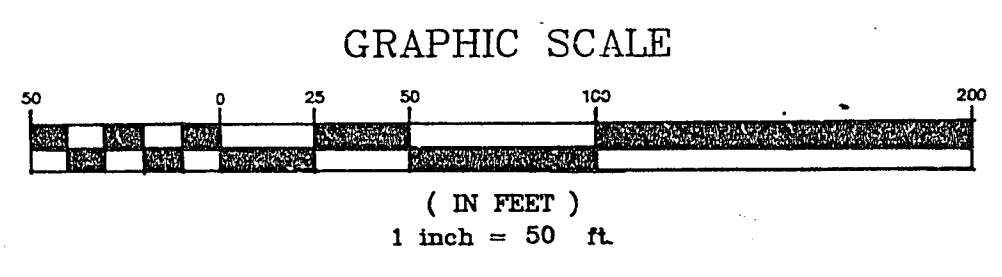 GRAPHIC SCALE
50 0 25 50 100 200
( IN FEET )
1 inch = 50 ft.